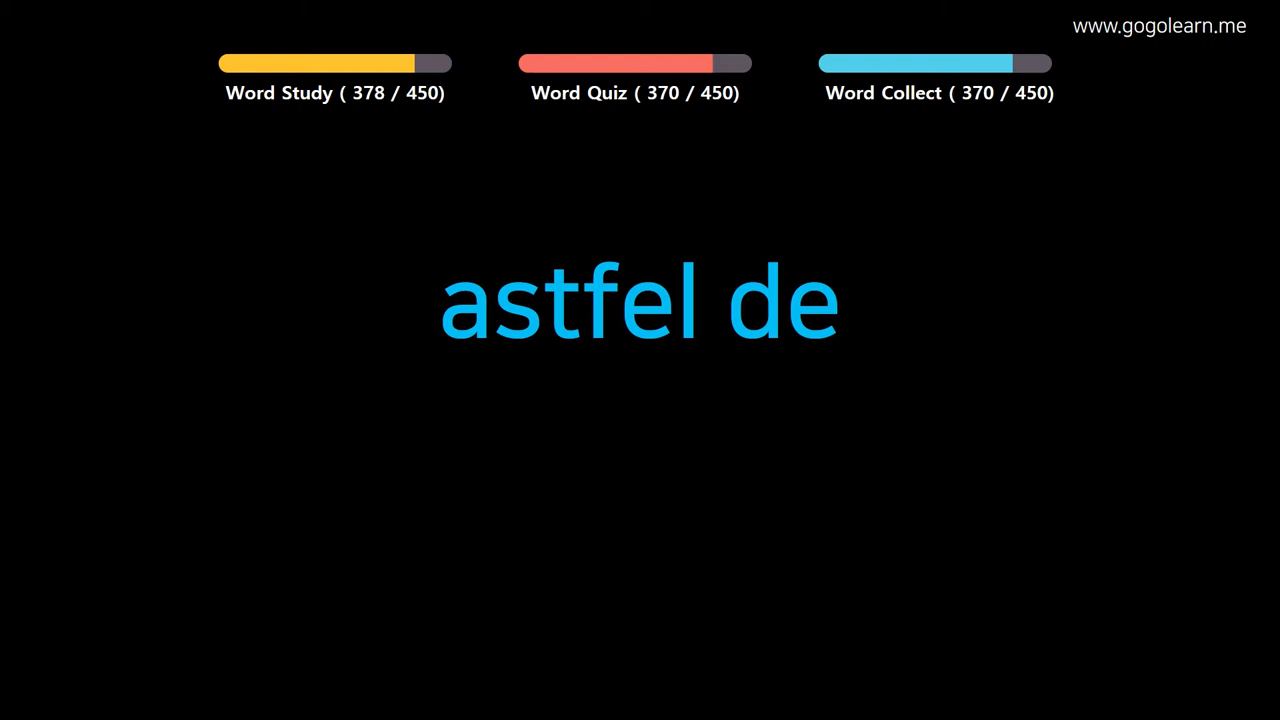 www.gogolearn.me
Word Study ( 378 / 450)
Word Quiz ( 370 / 450)
Word Collect ( 370 / 450)
astfel de